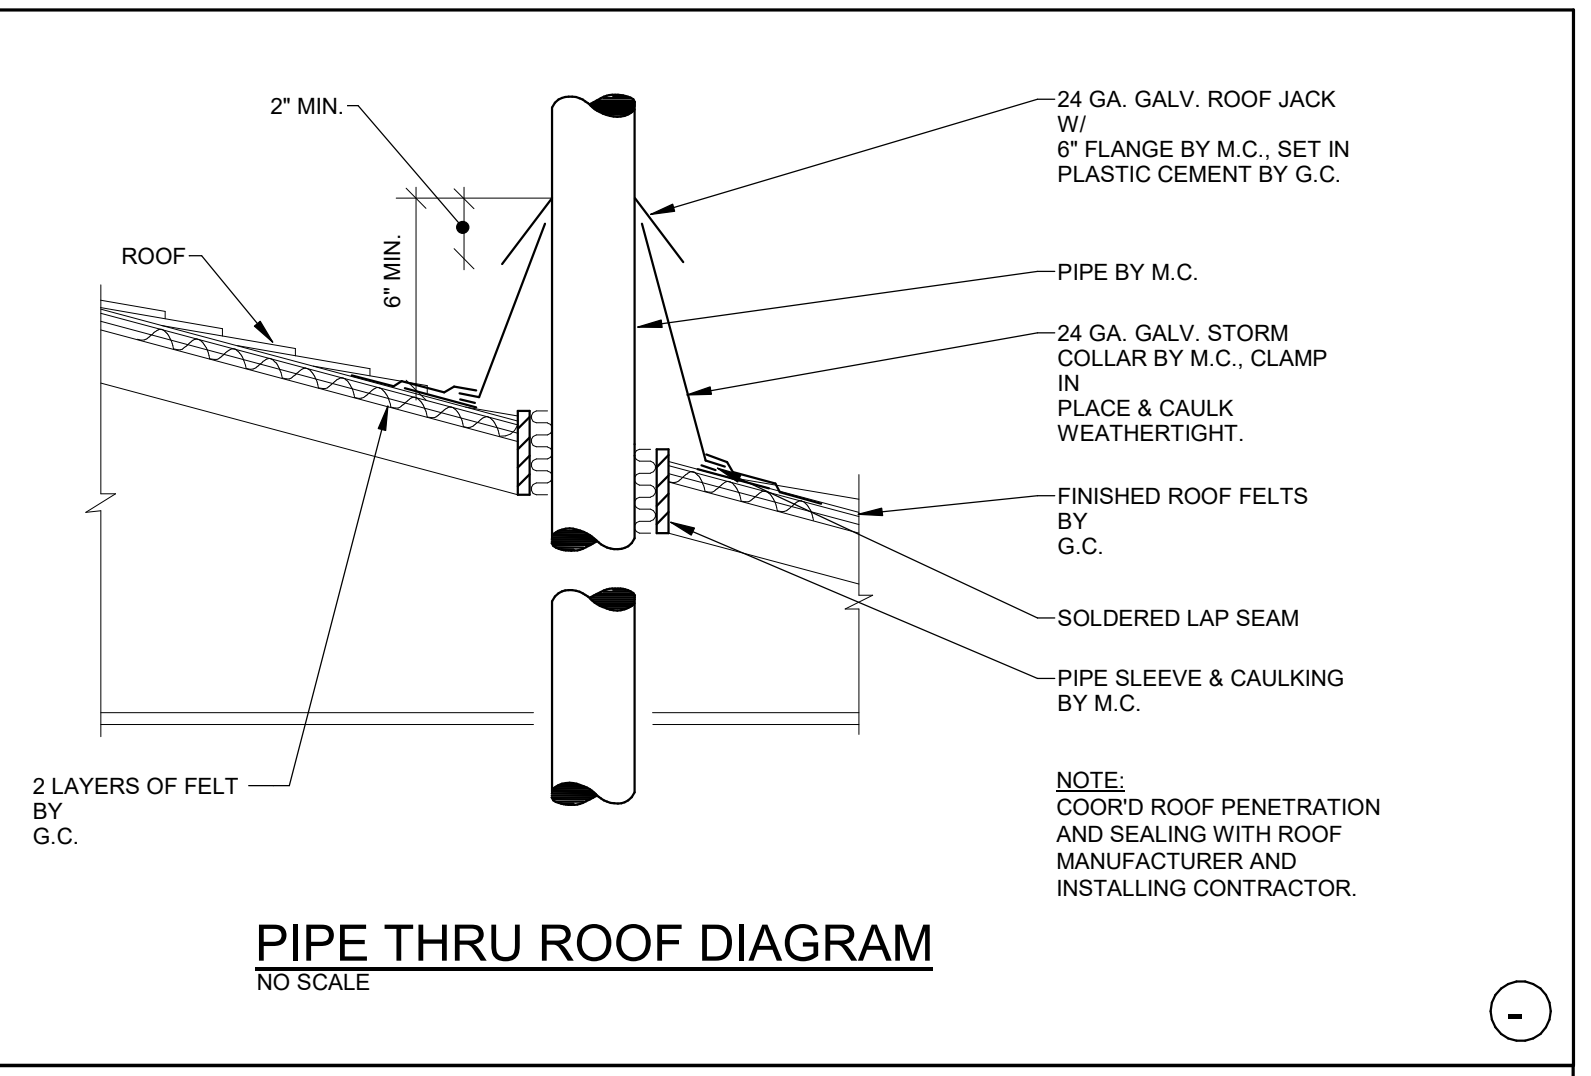 2" MIN.
6" MIN.
ROOF
2 LAYERS OF FELT
BY
G.C.
24 GA. GALV. ROOF JACK
W/
6" FLANGE BY M.C., SET IN
PLASTIC CEMENT BY G.C.
PIPE BY M.C.
24 GA. GALV. STORM
COLLAR BY M.C., CLAMP
IN
PLACE & CAULK
WEATHERTIGHT.
FINISHED ROOF FELTS
BY
G.C.
SOLDERED LAP SEAM
PIPE SLEEVE & CAULKING
BY M.C.
NOTE:
COOR'D ROOF PENETRATION
AND SEALING WITH ROOF
MANUFACTURER AND
INSTALLING CONTRACTOR.
PIPE THRU ROOF DIAGRAM
NO SCALE
-